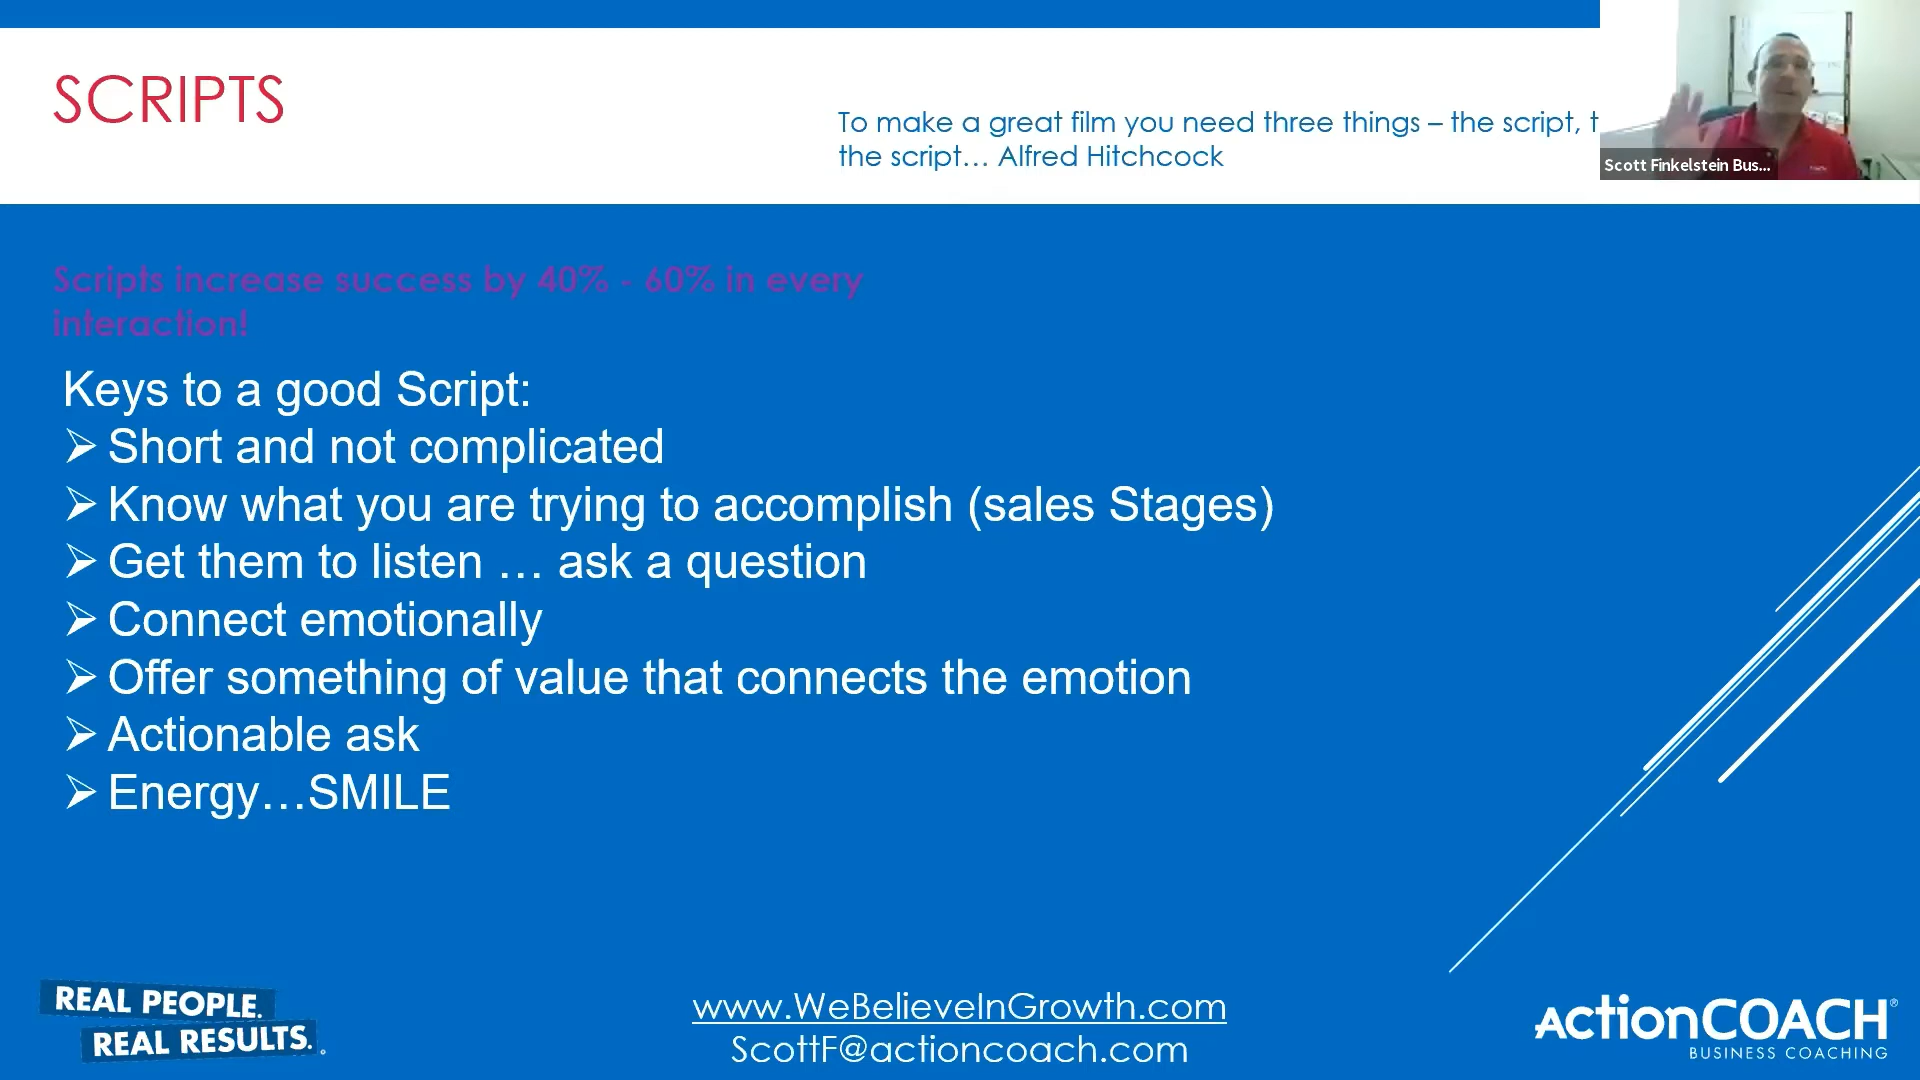 SCRIPTS
To make a great film you need three things – the script, t
the script… Alfred Hitchcock
Scott Finkelstein Bus...
Scripts increase success by 40% - 60% in every
interaction!
Keys to a good Script:
➢ Short and not complicated
➢ Know what you are trying to accomplish (sales Stages)
➢ Get them to listen … ask a question
➢ Connect emotionally
➢ Offer something of value that connects the emotion
➢ Actionable ask
➢ Energy…SMILE
REAL PEOPLE.
REAL RESULTS.
www.WeBelieveInGrowth.com
ScottF@actioncoach.com
ActionCOACH®
BUSINESS COACHING